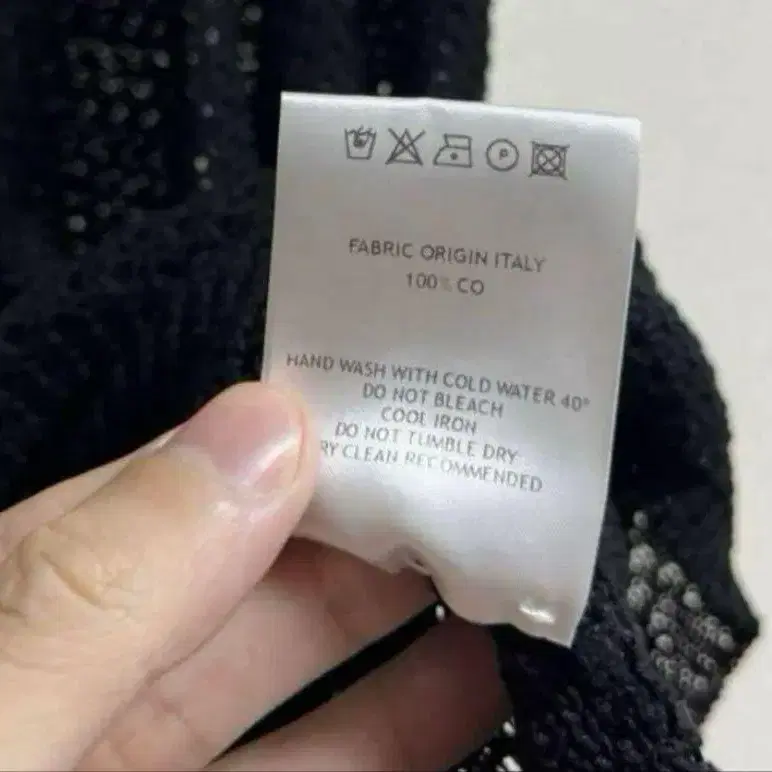 P
FABRIC ORIGIN ITALY
100% CO
HAND WASH WITH COLD WATER 40°
DO NOT BLEACH
COOL IRON
DO NOT TUMBLE DRY
RY CLEAN RECOMMENDED